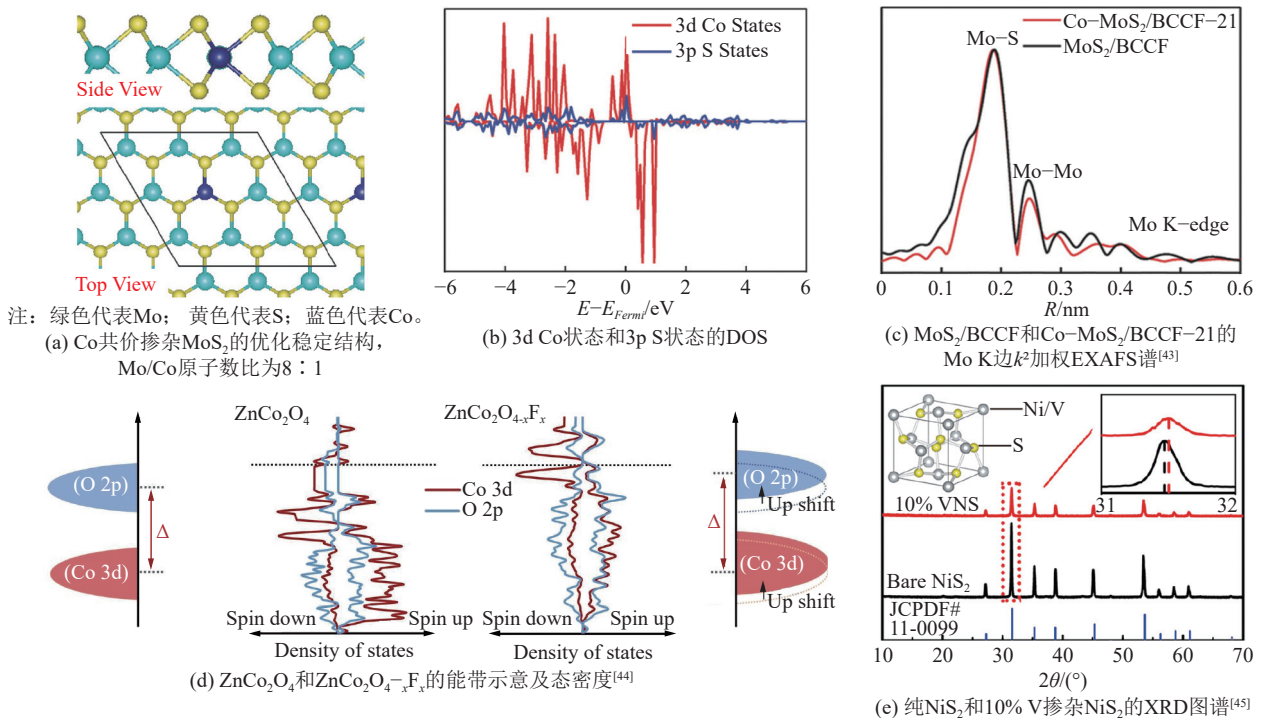 Side View
Top View
注：绿色代表Mo； 黄色代表S；蓝色代表Co。
(a) Co共价掺杂MoS₂的优化稳定结构，
Mo/Co原子数比为8∶1
3d Co States
3p S States
−6 −4 −2 0 2 4 6
E−E_Fermi/eV
(b) 3d Co状态和3p S状态的DOS
Co−MoS₂/BCCF−21
MoS₂/BCCF
Mo−S
Mo−Mo
Mo K−edge
0 0.1 0.2 0.3 0.4 0.5 0.6
R/nm
(c) MoS₂/BCCF和Co−MoS₂/BCCF−21的
Mo K边k²加权EXAFS谱[43]
(O 2p)
Δ
(Co 3d)
ZnCo₂O₄
ZnCo₂O₄₋ₓFₓ
Co 3d
O 2p
Spin down Spin up
Density of states
Spin down Spin up
Density of states
(O 2p)
Up shift
Δ
(Co 3d)
Up shift
(d) ZnCo₂O₄和ZnCo₂O₄−ₓFₓ的能带示意及态密度[44]
Ni/V
S
31 32
10% VNS
Bare NiS₂
JCPDF#
11-0099
10 20 30 40 50 60 70
2θ/(°)
(e) 纯NiS₂和10% V掺杂NiS₂的XRD图谱[45]